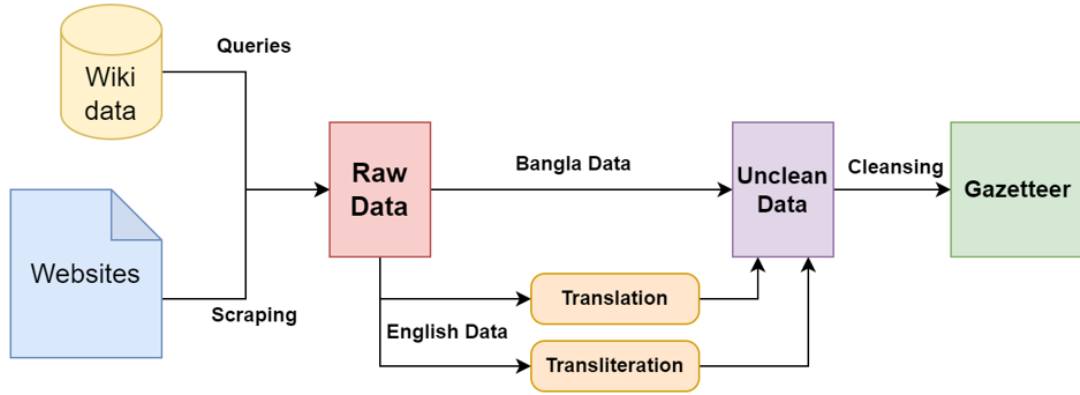 Queries
Wiki
data
Websites
Scraping
Raw
Data
Bangla Data
English Data
Translation
Transliteration
Unclean
Data
Cleansing
Gazetteer